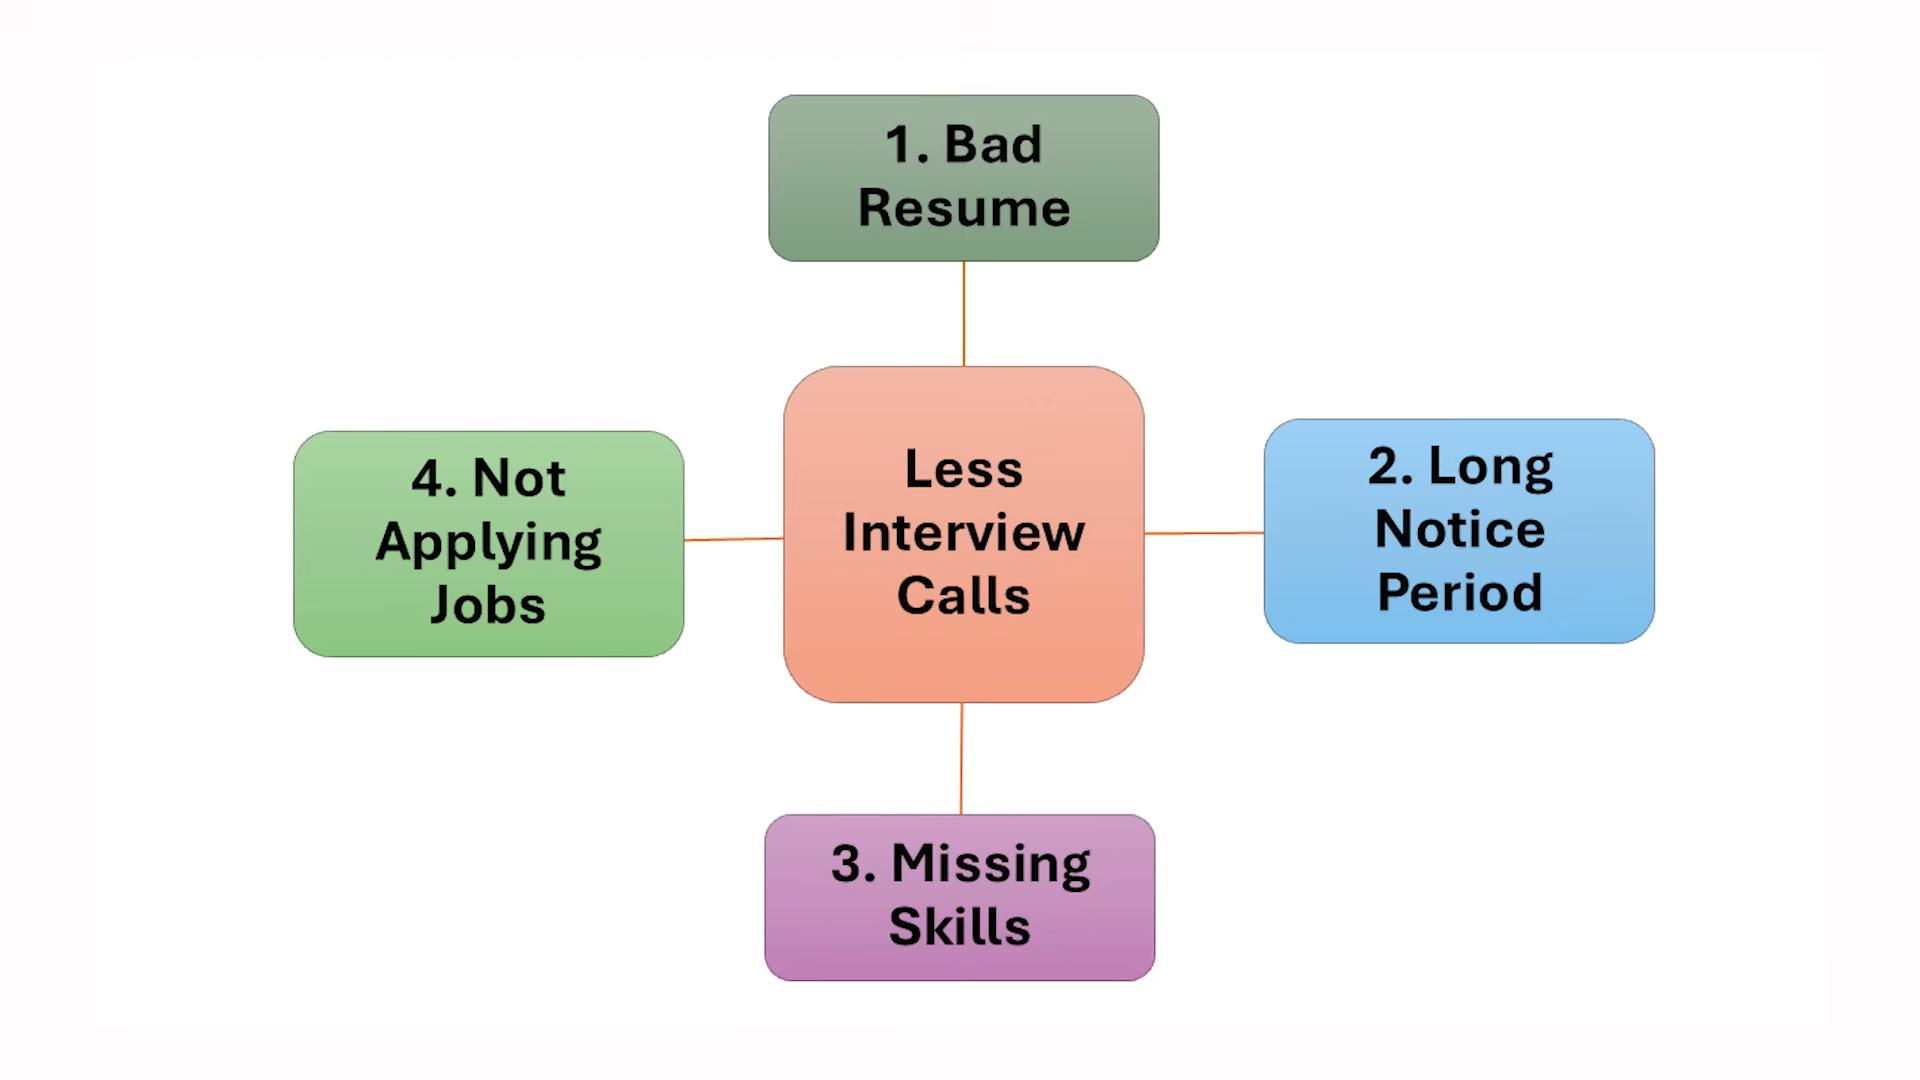 1. Bad
Resume
Less
Interview
Calls
2. Long
Notice
Period
3. Missing
Skills
4. Not
Applying
Jobs